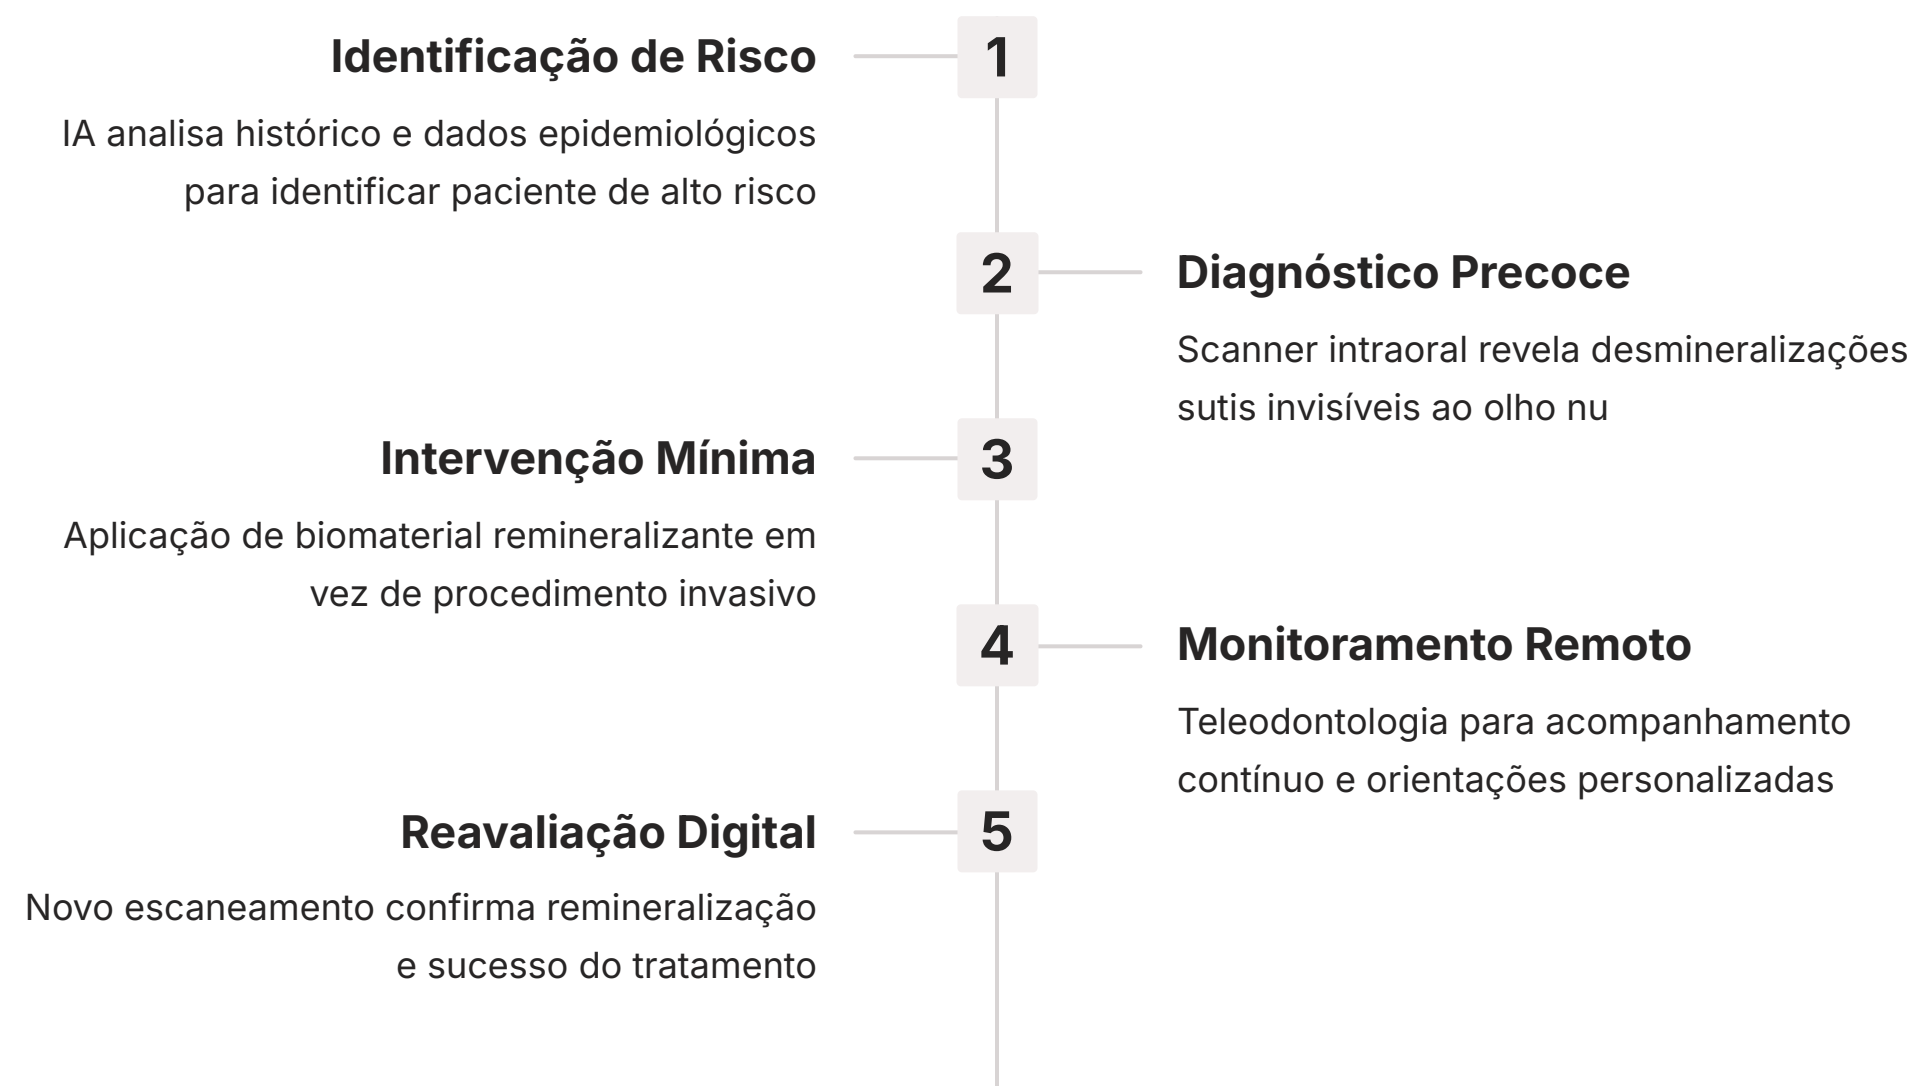 1
Identificação de Risco
IA analisa histórico e dados epidemiológicos
para identificar paciente de alto risco
2
Diagnóstico Precoce
Scanner intraoral revela desmineralizações
sutis invisíveis ao olho nu
3
Intervenção Mínima
Aplicação de biomaterial remineralizante em
vez de procedimento invasivo
4
Monitoramento Remoto
Teleodontologia para acompanhamento
contínuo e orientações personalizadas
5
Reavaliação Digital
Novo escaneamento confirma remineralização
e sucesso do tratamento